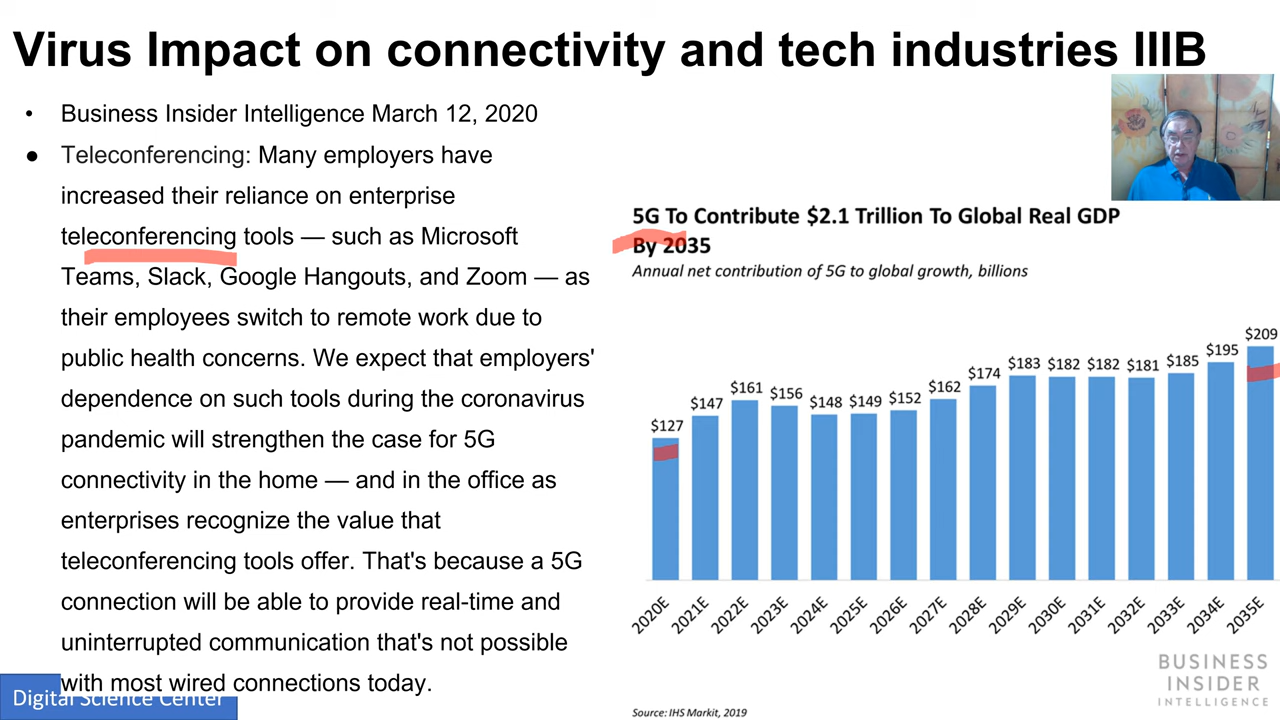 Virus Impact on connectivity and tech industries IIIB
• Business Insider Intelligence March 12, 2020
● Teleconferencing: Many employers have
increased their reliance on enterprise
teleconferencing tools — such as Microsoft
Teams, Slack, Google Hangouts, and Zoom — as
their employees switch to remote work due to
public health concerns. We expect that employers'
dependence on such tools during the coronavirus
pandemic will strengthen the case for 5G
connectivity in the home — and in the office as
enterprises recognize the value that
teleconferencing tools offer. That's because a 5G
connection will be able to provide real-time and
uninterrupted communication that's not possible
with most wired connections today.
Digital Science Center
5G To Contribute $2.1 Trillion To Global Real GDP
By 2035
Annual net contribution of 5G to global growth, billions
$127 $147 $161 $156 $148 $149 $152 $162 $174 $183 $182 $182 $181 $185 $195 $209
2020E 2021E 2022E 2023E 2024E 2025E 2026E 2027E 2028E 2029E 2030E 2031E 2032E 2033E 2034E 2035E
BUSINESS
INSIDER
INTELLIGENCE
Source: IHS Markit, 2019